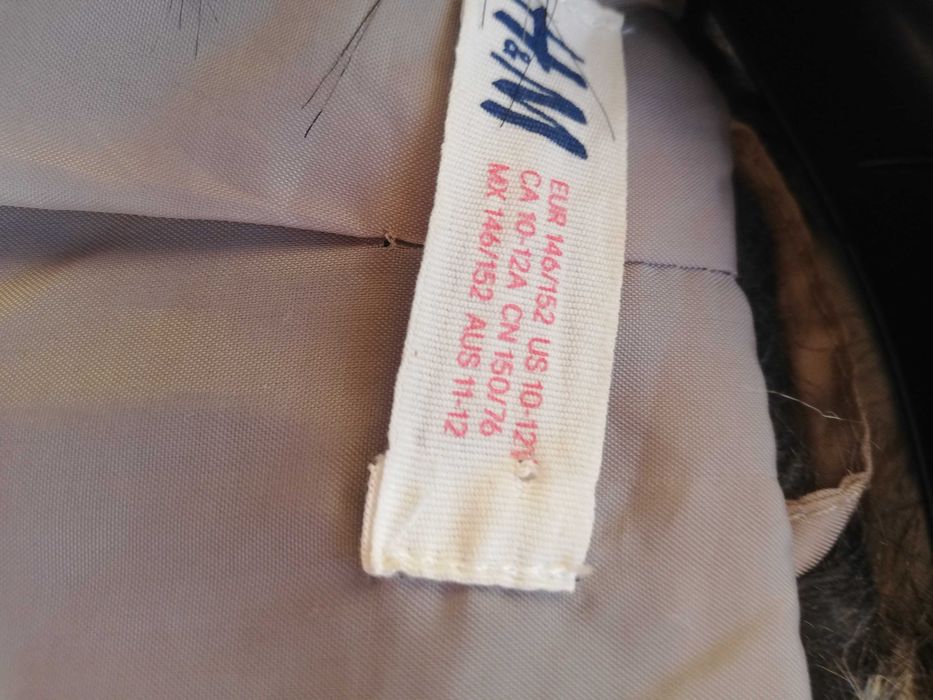 H&M
EUR 146/152 US 10-12Y
CA 10-12A CN 150/76
MX 146/152 AUS 11-12